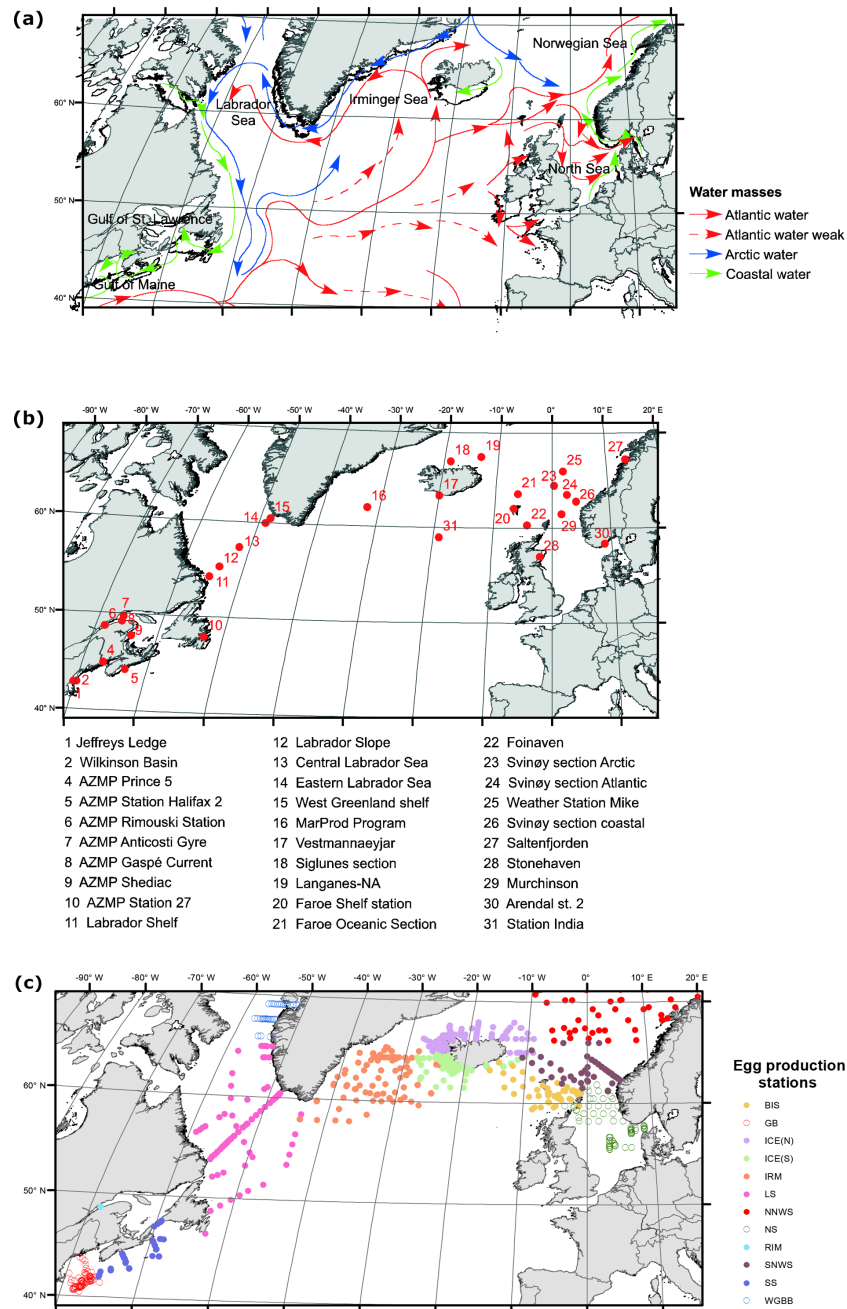 (a)
Norwegian Sea
60° N
Labrador
Sea
Irminger Sea
North Sea
50° N
Gulf of St. Lawrence
Gulf of Maine
40° N
Water masses
Atlantic water
Atlantic water weak
Arctic water
Coastal water
(b)
-90° W -80° W -70° W -60° W -50° W -40° W -30° W -20° W -10° W 0° W 10° E 20° E
60° N
50° N
40° N
18 19 27
25
23 24
21 26
17
15 16
14 20 22 29
31 30
13
12 28
11
7
6 8
9 10
4
5
2
1
1 Jeffreys Ledge
2 Wilkinson Basin
4 AZMP Prince 5
5 AZMP Station Halifax 2
6 AZMP Rimouski Station
7 AZMP Anticosti Gyre
8 AZMP Gaspé Current
9 AZMP Shediac
10 AZMP Station 27
11 Labrador Shelf
12 Labrador Slope
13 Central Labrador Sea
14 Eastern Labrador Sea
15 West Greenland shelf
16 MarProd Program
17 Vestmannaeyjar
18 Siglunes section
19 Langanes-NA
20 Faroe Shelf station
21 Faroe Oceanic Section
22 Foinaven
23 Svinøy section Arctic
24 Svinøy section Atlantic
25 Weather Station Mike
26 Svinøy section coastal
27 Saltenfjorden
28 Stonehaven
29 Murchinson
30 Arendal st. 2
31 Station India
(c)
-90° W -80° W -70° W -60° W -50° W -40° W -30° W -20° W -10° W 0° W 10° E 20 E
60° N
50° N
40° N
Egg production
stations
BIS
GB
ICE(N)
ICE(S)
IRM
LS
NNWS
NS
RIM
SNWS
SS
WGBB